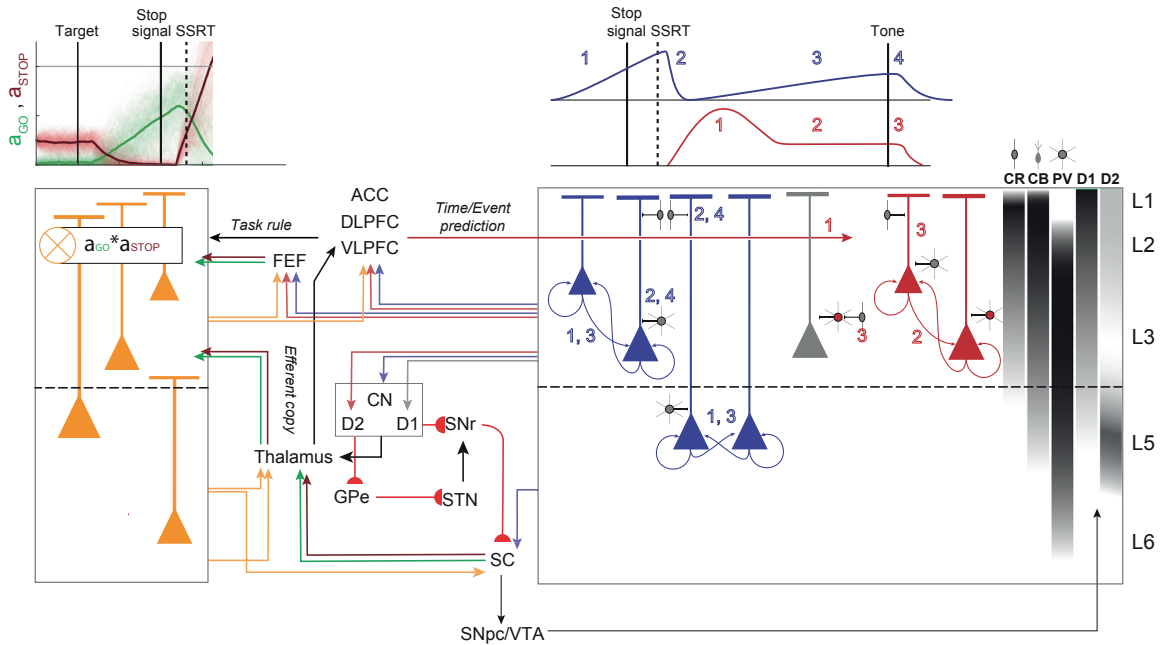 Stop
Target signal SSRT
aGO , aSTOP
Stop
signal SSRT
Tone
1 2 3 4
1 2 3
CR CB PV D1 D2
L1
L2
L3
L5
L6
aGO*aSTOP
Task rule
ACC
DLPFC
VLPFC
FEF
Time/Event
prediction
Efferent copy
CN
D2 D1
SNr
Thalamus
GPe
STN
SC
SNpc/VTA
2, 4
2, 4
1, 3
1, 3
1
3
3
2